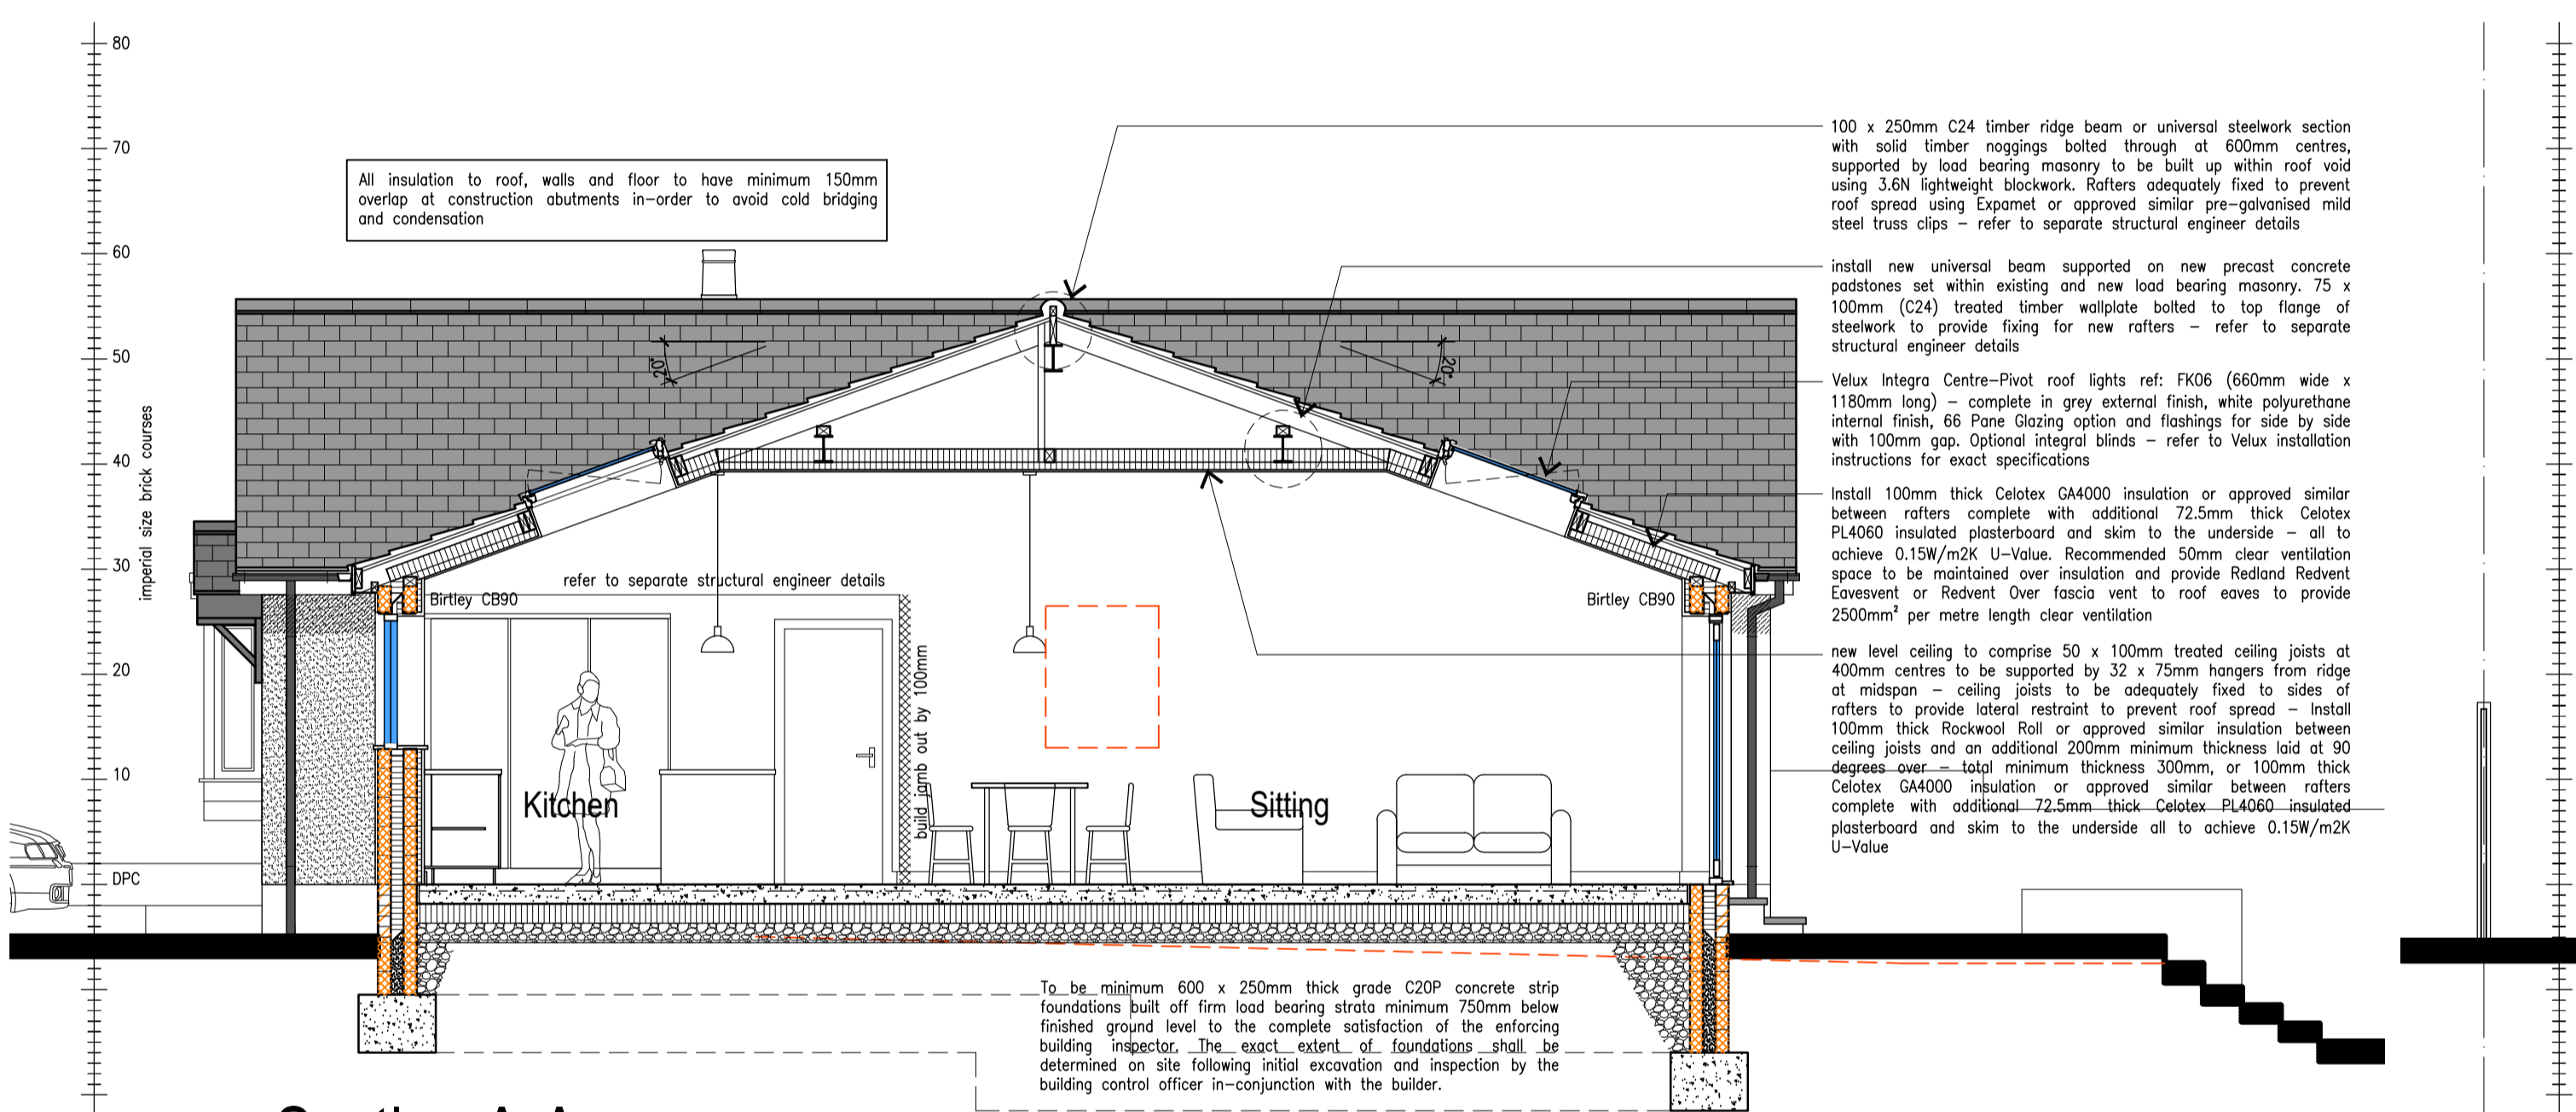 80
70
60
50
40
30
20
10
DPC
imperial size brick courses
All insulation to roof, walls and floor to have minimum 150mm
overlap at construction abutments in-order to avoid cold bridging
and condensation
20°
20°
refer to separate structural engineer details
Birtley CB90
Birtley CB90
build jamb out by 100mm
Kitchen
Sitting
100 x 250mm C24 timber ridge beam or universal steelwork section
with solid timber noggings bolted through at 600mm centres,
supported by load bearing masonry to be built up within roof void
using 3.6N lightweight blockwork. Rafters adequately fixed to prevent
roof spread using Expamet or approved similar pre-galvanised mild
steel truss clips – refer to separate structural engineer details
install new universal beam supported on new precast concrete
padstones set within existing and new load bearing masonry. 75 x
100mm (C24) treated timber wallplate bolted to top flange of
steelwork to provide fixing for new rafters – refer to separate
structural engineer details
Velux Integra Centre-Pivot roof lights ref: FK06 (660mm wide x
1180mm long) – complete in grey external finish, white polyurethane
internal finish, 66 Pane Glazing option and flashings for side by side
with 100mm gap. Optional integral blinds – refer to Velux installation
instructions for exact specifications
Install 100mm thick Celotex GA4000 insulation or approved similar
between rafters complete with additional 72.5mm thick Celotex
PL4060 insulated plasterboard and skim to the underside – all to
achieve 0.15W/m2K U-Value. Recommended 50mm clear ventilation
space to be maintained over insulation and provide Redland Redvent
Eavesvent or Redvent Over fascia vent to roof eaves to provide
2500mm² per metre length clear ventilation
new level ceiling to comprise 50 x 100mm treated ceiling joists at
400mm centres to be supported by 32 x 75mm hangers from ridge
at midspan – ceiling joists to be adequately fixed to sides of
rafters to provide lateral restraint to prevent roof spread – Install
100mm thick Rockwool Roll or approved similar insulation between
ceiling joists and an additional 200mm minimum thickness laid at 90
degrees over – total minimum thickness 300mm, or 100mm thick
Celotex GA4000 insulation or approved similar between rafters
complete with additional 72.5mm thick Celotex PL4060 insulated
plasterboard and skim to the underside all to achieve 0.15W/m2K
U-Value
To be minimum 600 x 250mm thick grade C20P concrete strip
foundations built off firm load bearing strata minimum 750mm below
finished ground level to the complete satisfaction of the enforcing
building inspector. The exact extent of foundations shall be
determined on site following initial excavation and inspection by the
building control officer in-conjunction with the builder.